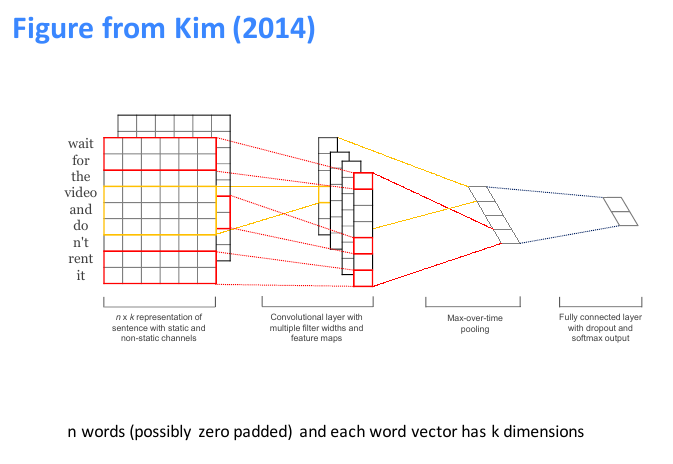 Figure from Kim (2014)
wait
for
the
video
and
do
n't
rent
it
n x k representation of
sentence with static and
non-static channels
Convolutional layer with
multiple filter widths and
feature maps
Max-over-time
pooling
Fully connected layer
with dropout and
softmax output
n words (possibly zero padded) and each word vector has k dimensions